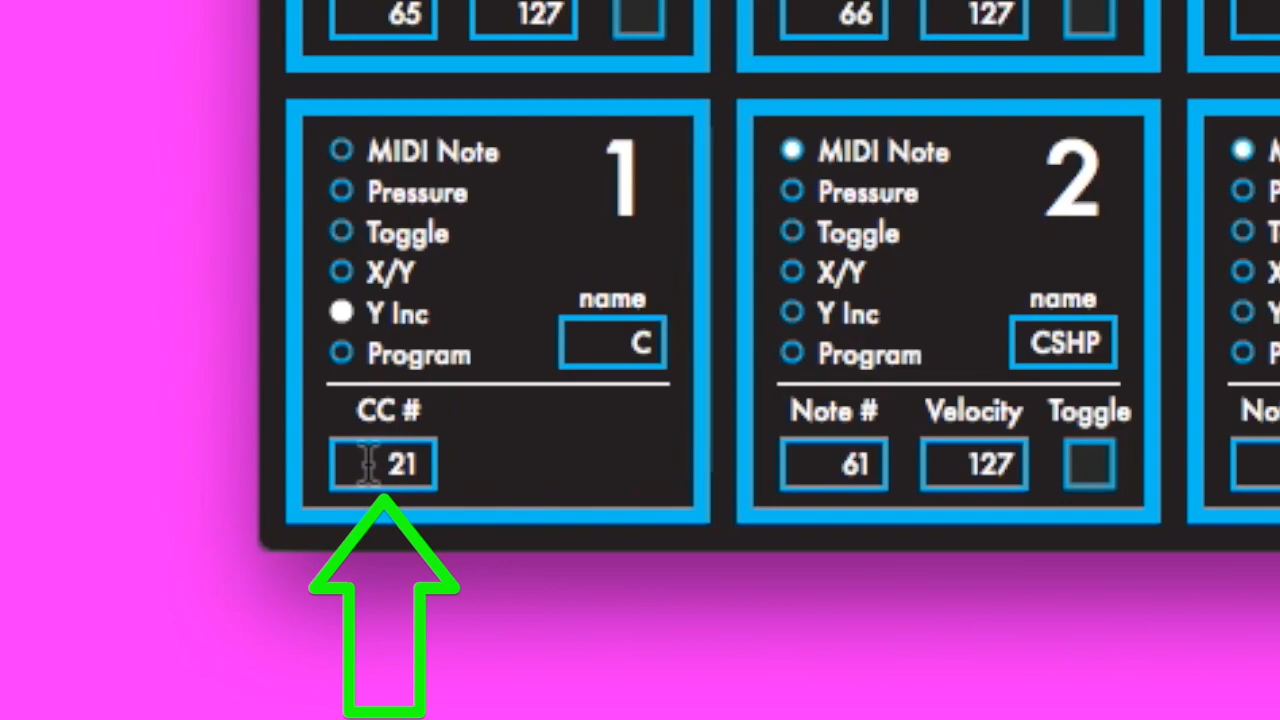 65 127 66 127
MIDI Note 1
Pressure
Toggle
X/Y
Y Inc name
Program C
CC #
21
MIDI Note 2
Pressure
Toggle
X/Y
Y Inc name
Program CSHP
Note # Velocity Toggle
61 127